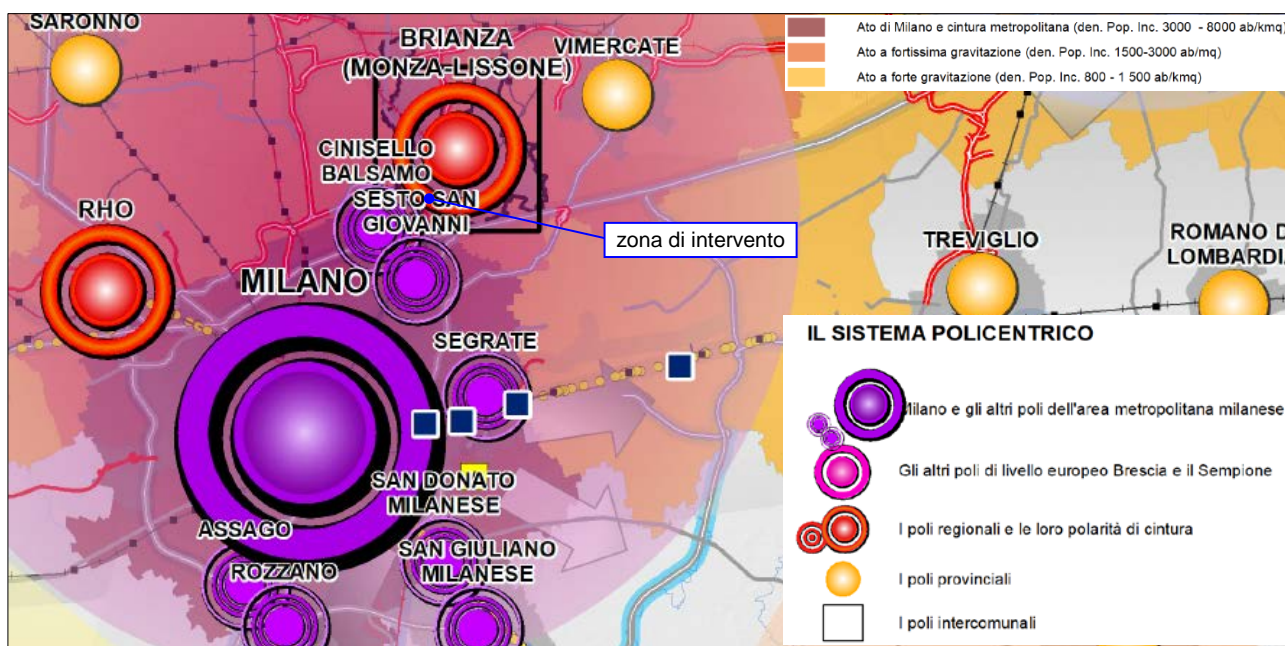 SARONNO
BRIANZA
(MONZA-LISSONE)
VIMERCATE
CINISELLO
BALSAMO
SESTO SAN
GIOVANNI
RHO
MILANO
zona di intervento
SEGRATE
SAN DONATO
MILANESE
ASSAGO
SAN GIULIANO
MILANESE
ROZZANO
TREVIGLIO
ROMANO D
LOMBARDIA
Ato di Milano e cintura metropolitana (den. Pop. Inc. 3000 - 8000 ab/kmq)
Ato a fortissima gravitazione (den. Pop. Inc. 1500-3000 ab/mq)
Ato a forte gravitazione (den. Pop. Inc. 800 - 1 500 ab/kmq)
IL SISTEMA POLICENTRICO
Milano e gli altri poli dell'area metropolitana milanese
Gli altri poli di livello europeo Brescia e il Sempione
I poli regionali e le loro polarità di cintura
I poli provinciali
I poli intercomunali